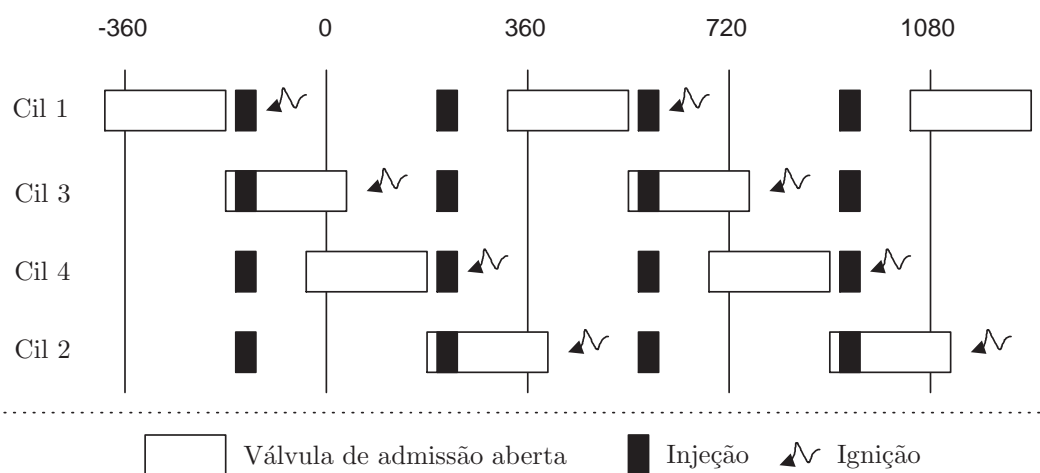 -360 0 360 720 1080
Cil 1
Cil 3
Cil 4
Cil 2
Válvula de admissão aberta Injeção Ignição